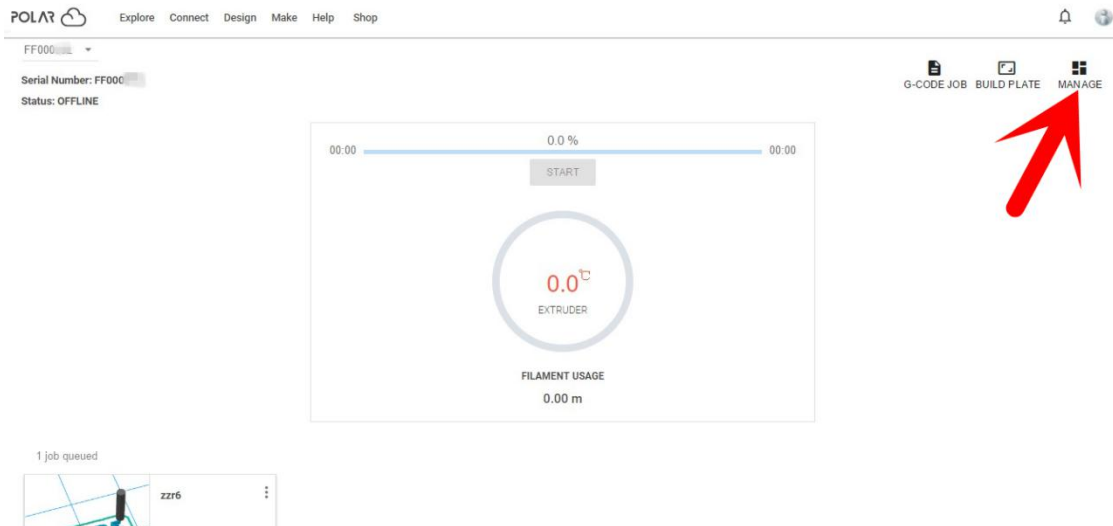 POLAR Explore Connect Design Make Help Shop
FF000
Serial Number: FF000
Status: OFFLINE
G-CODE JOB BUILD PLATE MANAGE
0.0 %
00:00 00:00
START
0.0℃
EXTRUDER
FILAMENT USAGE
0.00 m
1 job queued
zzr6